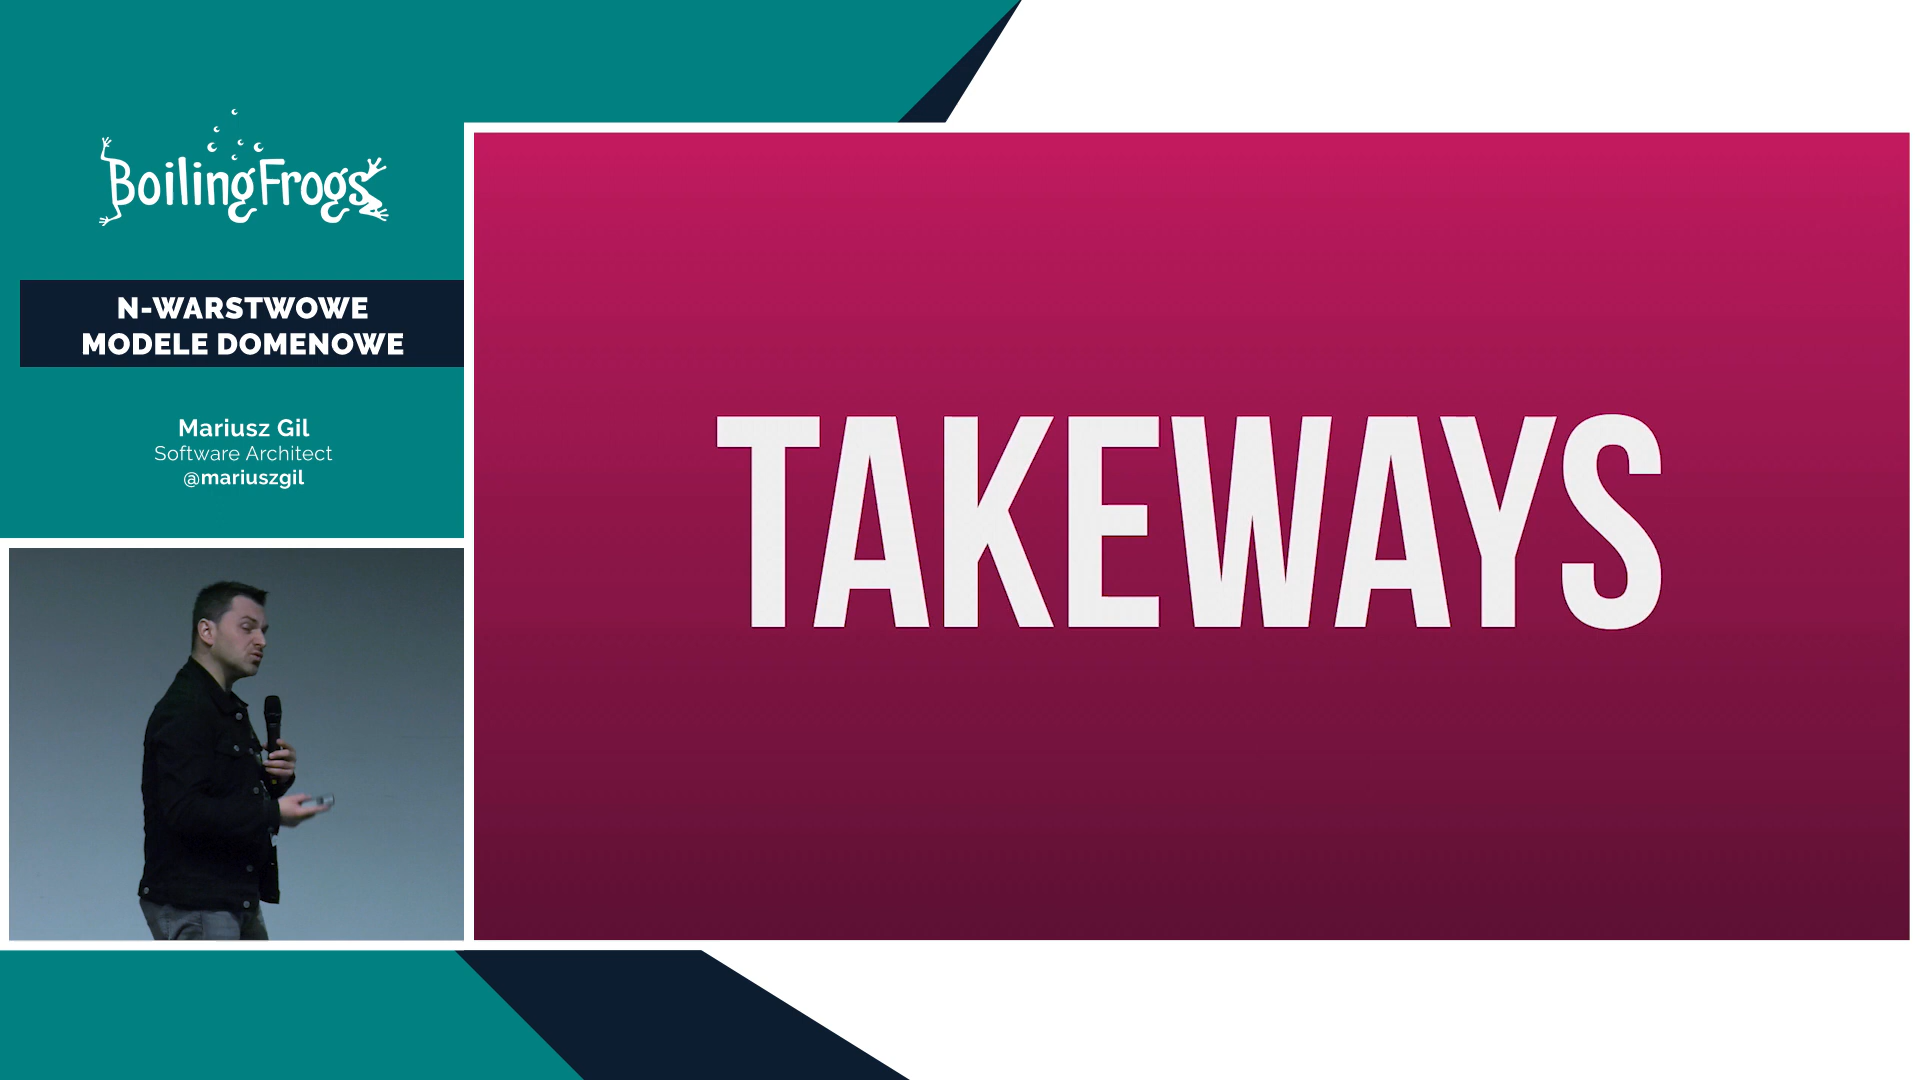 BoilingFrogs
N-WARSTWOWE
MODELE DOMENOWE
Mariusz Gil
Software Architect
@mariuszgil
TAKEWAYS